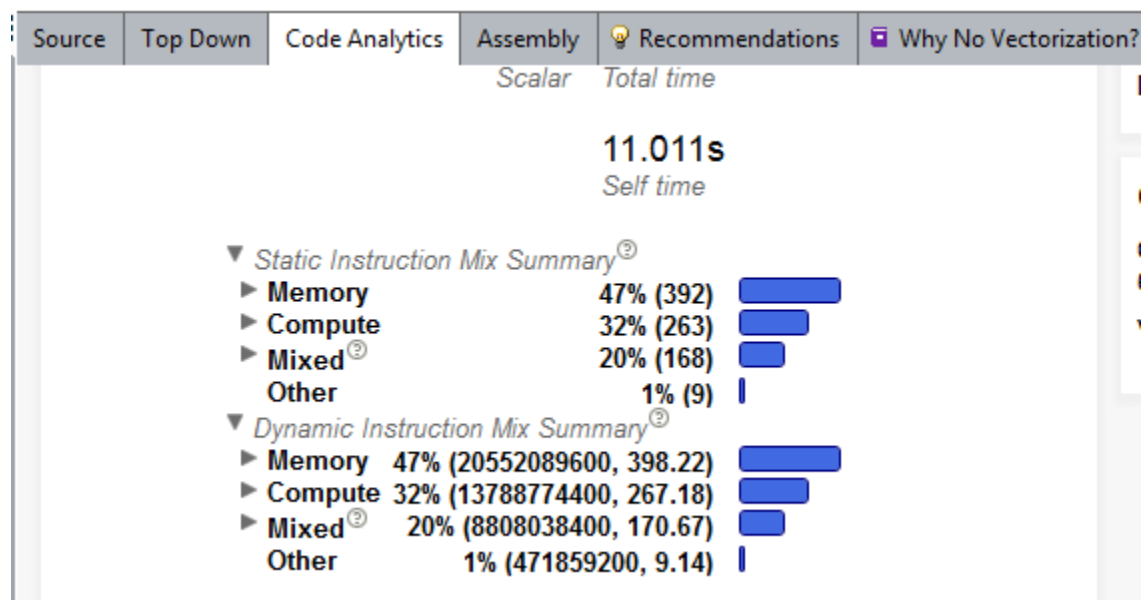 Source Top Down Code Analytics Assembly Recommendations Why No Vectorization?
Scalar Total time
11.011s
Self time
Static Instruction Mix Summary
Memory 47% (392)
Compute 32% (263)
Mixed 20% (168)
Other 1% (9)
Dynamic Instruction Mix Summary
Memory 47% (20552089600, 398.22)
Compute 32% (13788774400, 267.18)
Mixed 20% (8808038400, 170.67)
Other 1% (471859200, 9.14)